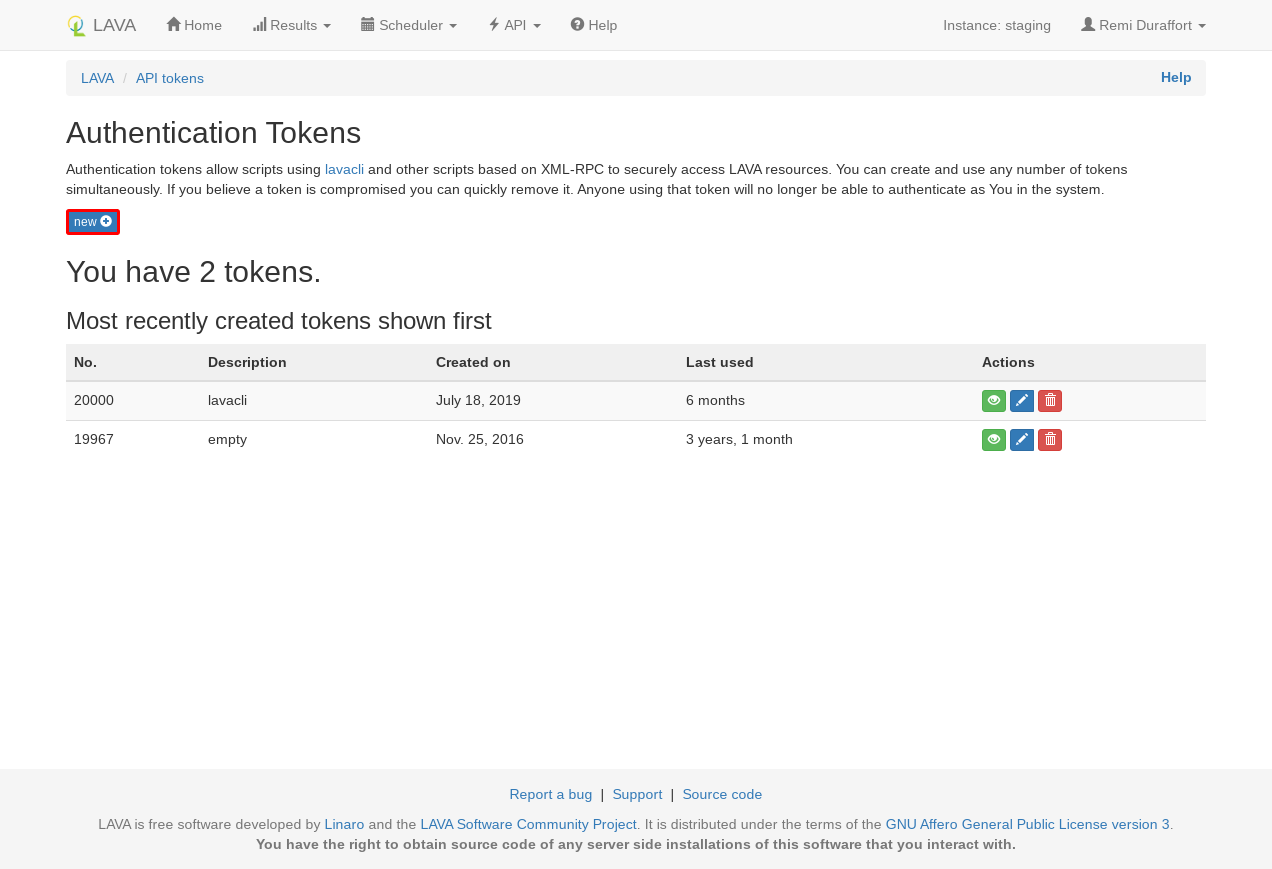 LAVA Home Results Scheduler API Help Instance: staging Remi Duraffort
LAVA / API tokens Help
Authentication Tokens
Authentication tokens allow scripts using lavacli and other scripts based on XML-RPC to securely access LAVA resources. You can create and use any number of tokens
simultaneously. If you believe a token is compromised you can quickly remove it. Anyone using that token will no longer be able to authenticate as You in the system.
new
You have 2 tokens.
Most recently created tokens shown first
No. Description Created on Last used Actions
20000 lavacli July 18, 2019 6 months
19967 empty Nov. 25, 2016 3 years, 1 month
Report a bug | Support | Source code
LAVA is free software developed by Linaro and the LAVA Software Community Project. It is distributed under the terms of the GNU Affero General Public License version 3.
You have the right to obtain source code of any server side installations of this software that you interact with.